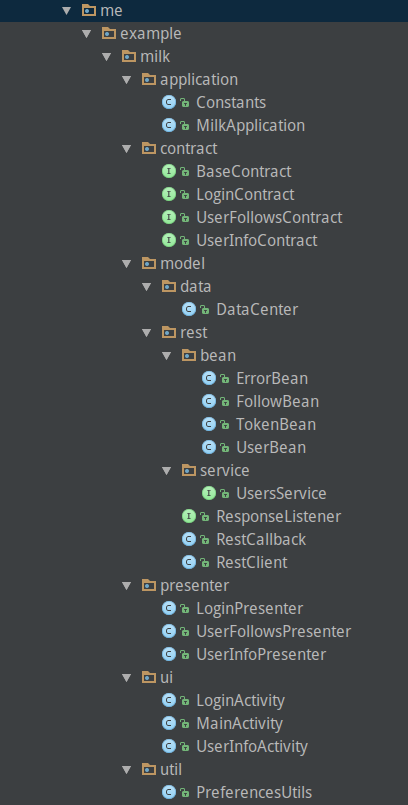 me
example
milk
application
Constants
MilkApplication
contract
BaseContract
LoginContract
UserFollowsContract
UserInfoContract
model
data
DataCenter
rest
bean
ErrorBean
FollowBean
TokenBean
UserBean
service
UsersService
ResponseListener
RestCallback
RestClient
presenter
LoginPresenter
UserFollowsPresenter
UserInfoPresenter
ui
LoginActivity
MainActivity
UserInfoActivity
util
PreferencesUtils